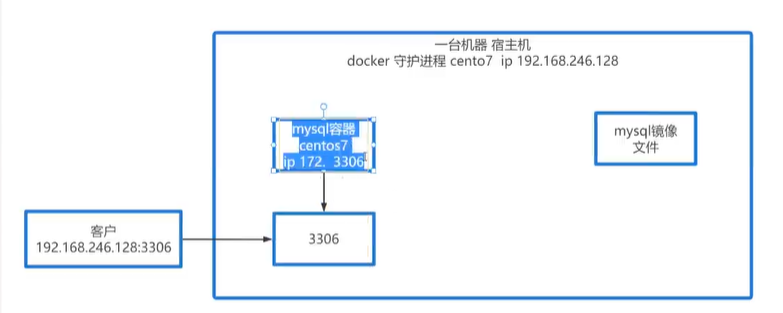 一台机器 宿主机
docker 守护进程 cento7 ip 192.168.246.128
mysql容器
centos7
ip 172. 3306
mysql镜像
文件
客户
192.168.246.128:3306
3306